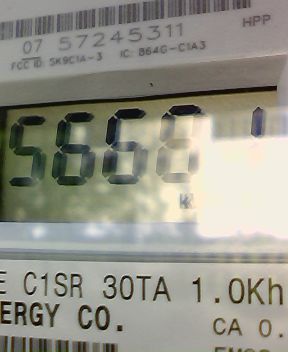 HPP
07 57245311
FCC ID: SK9C1A-3 IC: 864G-C1A3
5668
E C1SR 30TA 1.0Kh
ERGY CO.
CA 0.